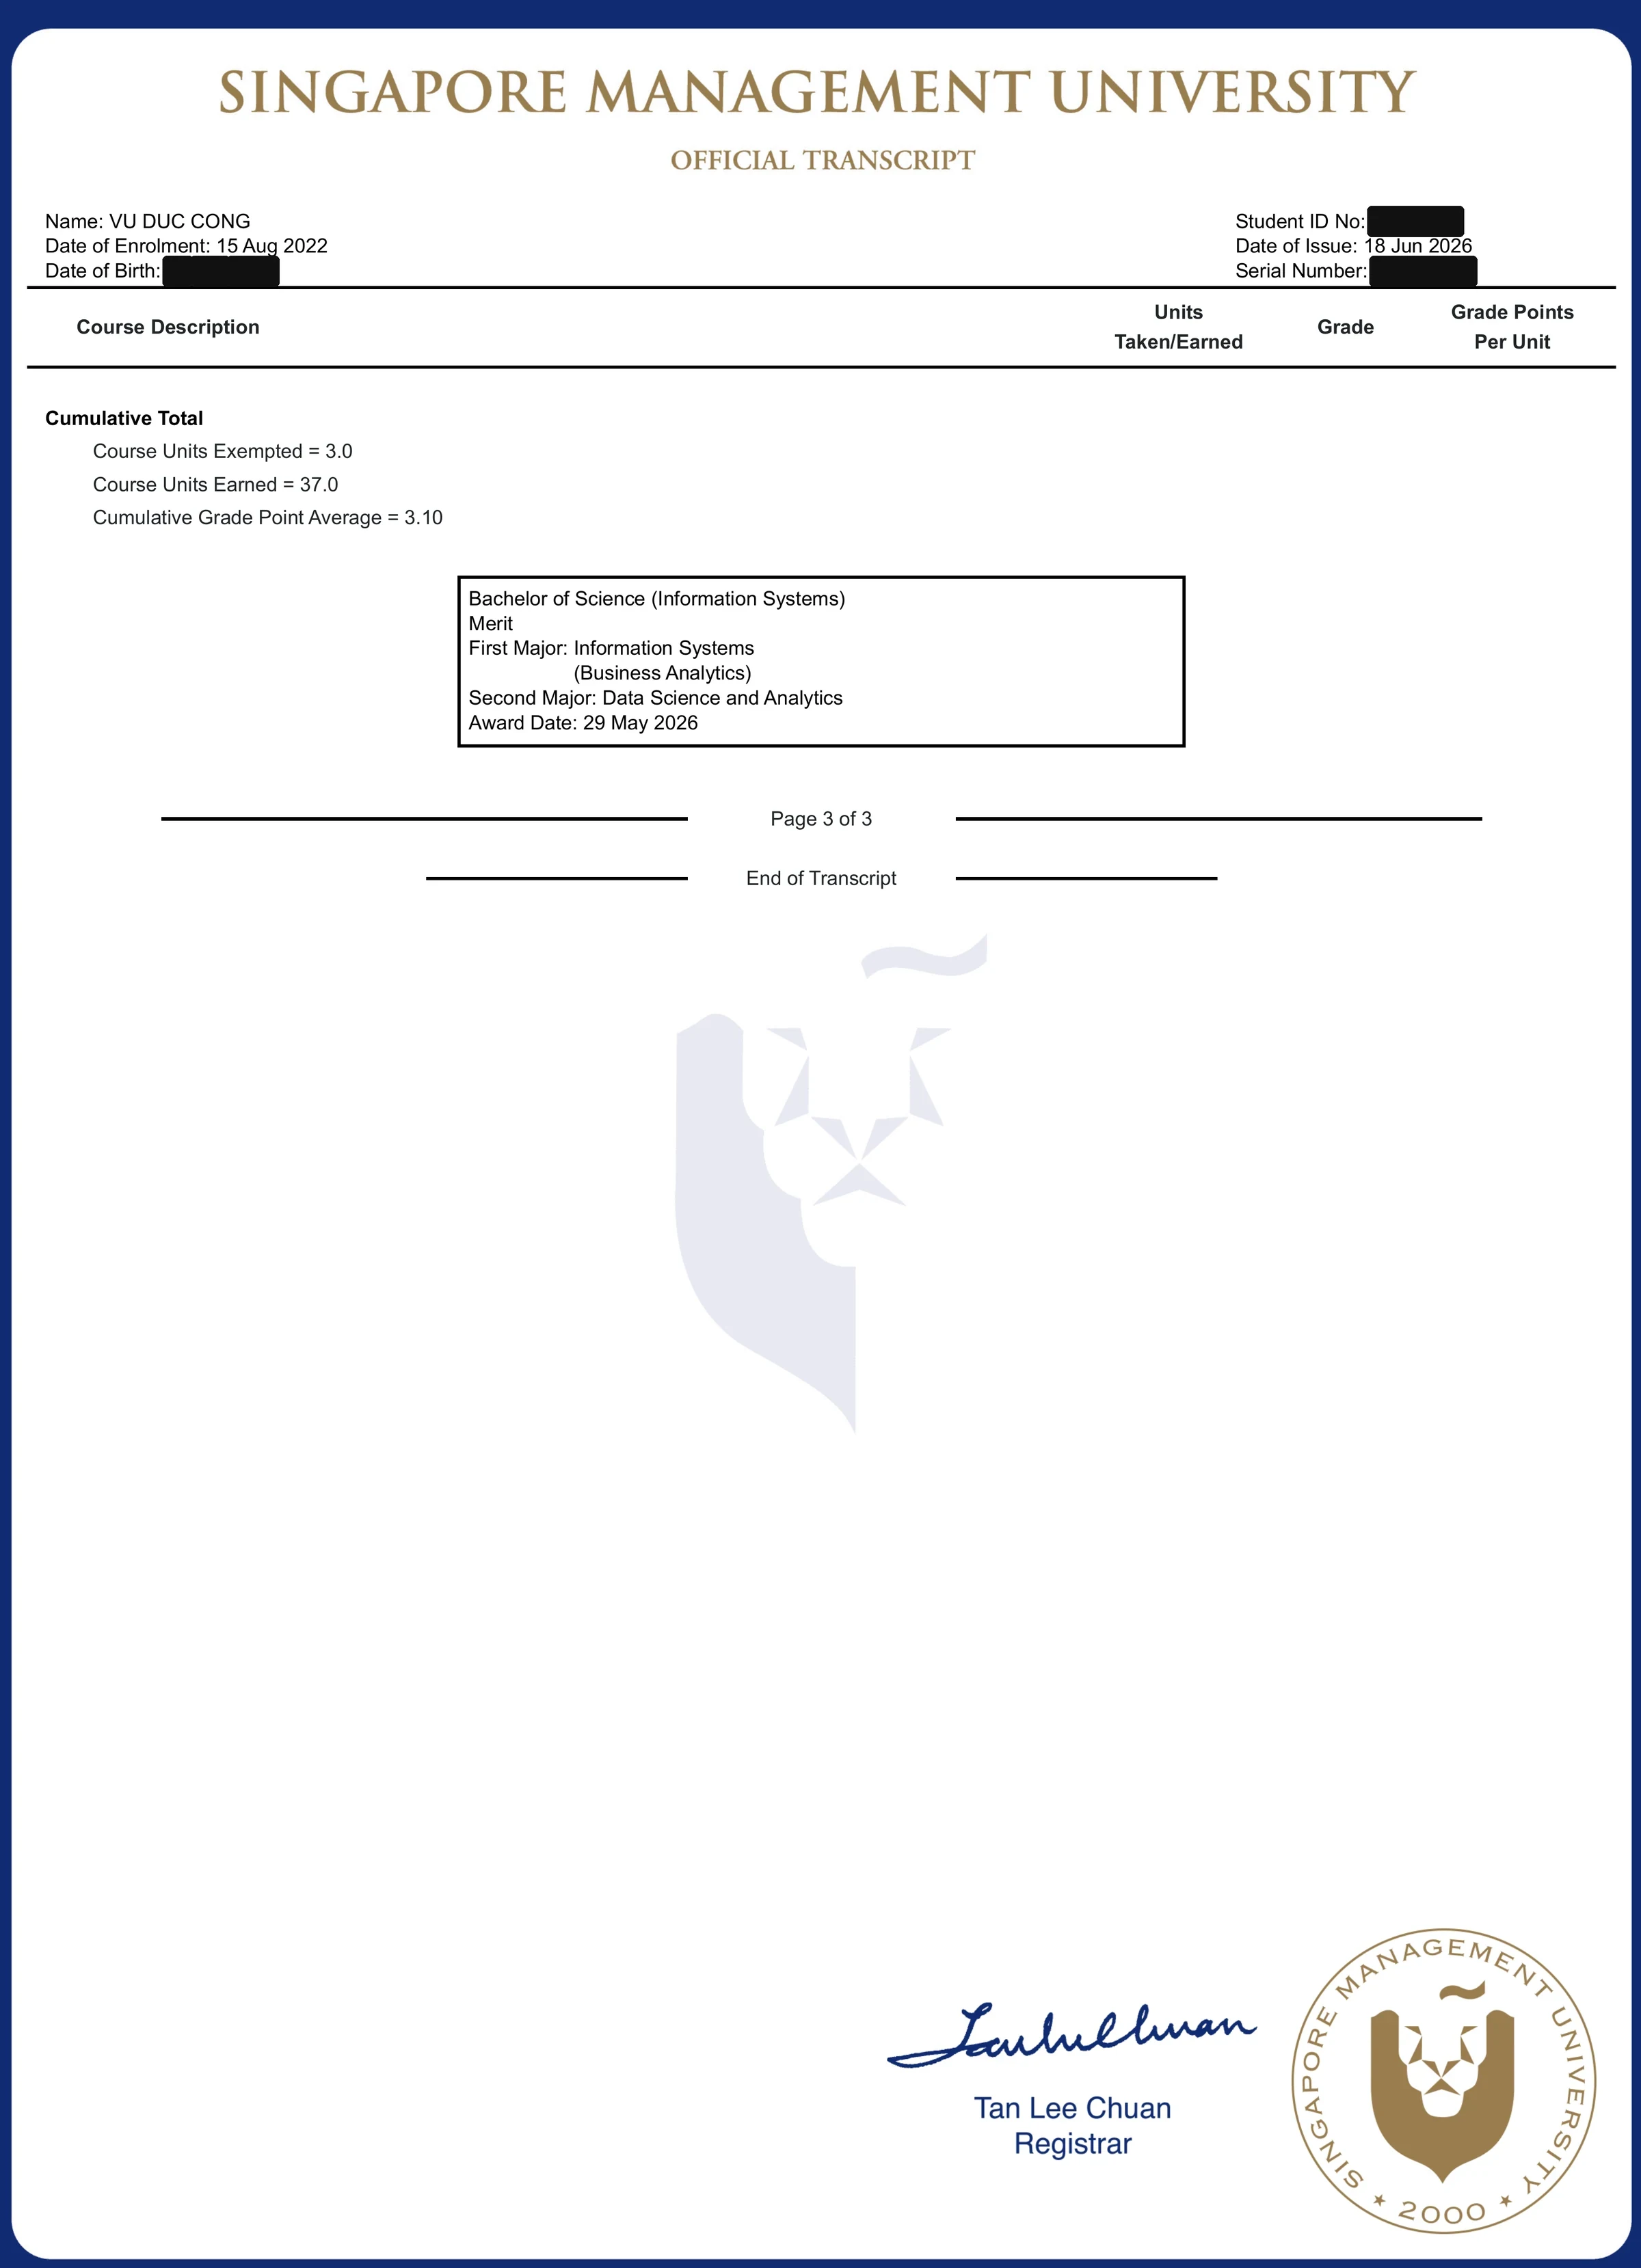 SINGAPORE MANAGEMENT UNIVERSITY
OFFICIAL TRANSCRIPT
Name: VU DUC CONG
Date of Enrolment: 15 Aug 2022
Date of Birth:
Student ID No:
Date of Issue: 18 Jun 2026
Serial Number:
Course Description
Units
Taken/Earned
Grade
Grade Points
Per Unit
Cumulative Total
Course Units Exempted = 3.0
Course Units Earned = 37.0
Cumulative Grade Point Average = 3.10
Bachelor of Science (Information Systems)
Merit
First Major: Information Systems
(Business Analytics)
Second Major: Data Science and Analytics
Award Date: 29 May 2026
Page 3 of 3
End of Transcript
Tan Lee Chuan
Registrar
SINGAPORE MANAGEMENT UNIVERSITY
2000